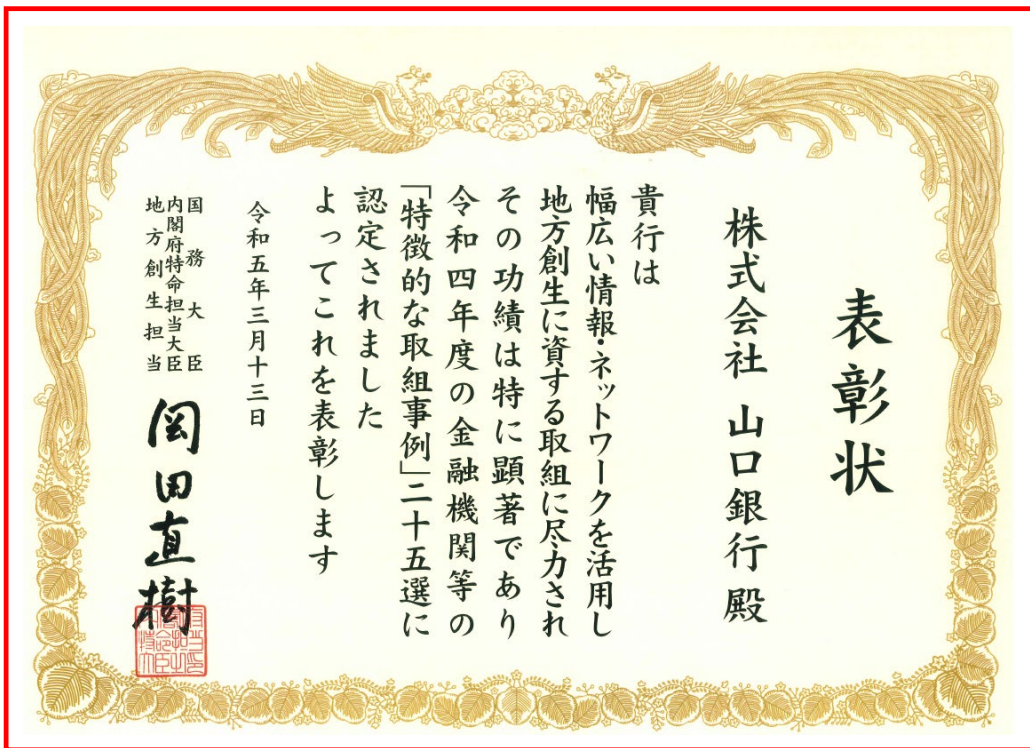 表彰状
株式会社 山口銀行 殿
貴行は
幅広い情報・ネットワークを活用し
地方創生に資する取組に尽力され
その功績は特に顕著であり
令和四年度の金融機関等の
「特徴的な取組事例」二十五選に
認定されました
よってこれを表彰します
令和五年三月十三日
国務大臣
内閣府特命担当大臣
地方創生担当
岡田直樹